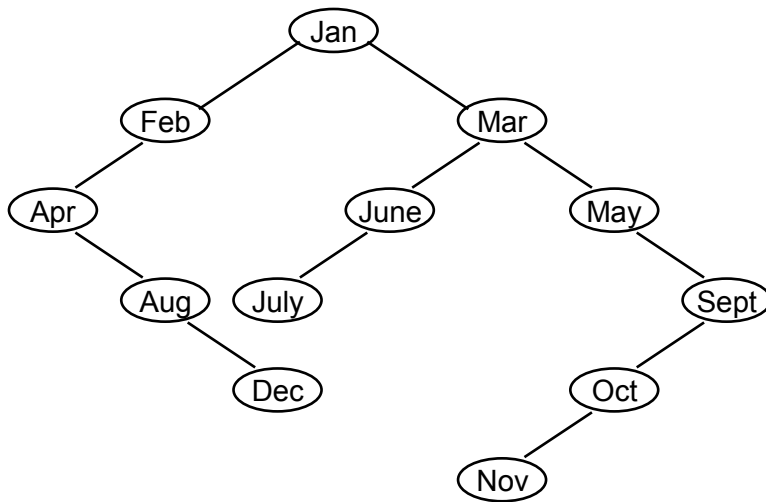 Jan
Feb Mar
Apr June May
Aug July Sept
Dec Oct
Nov